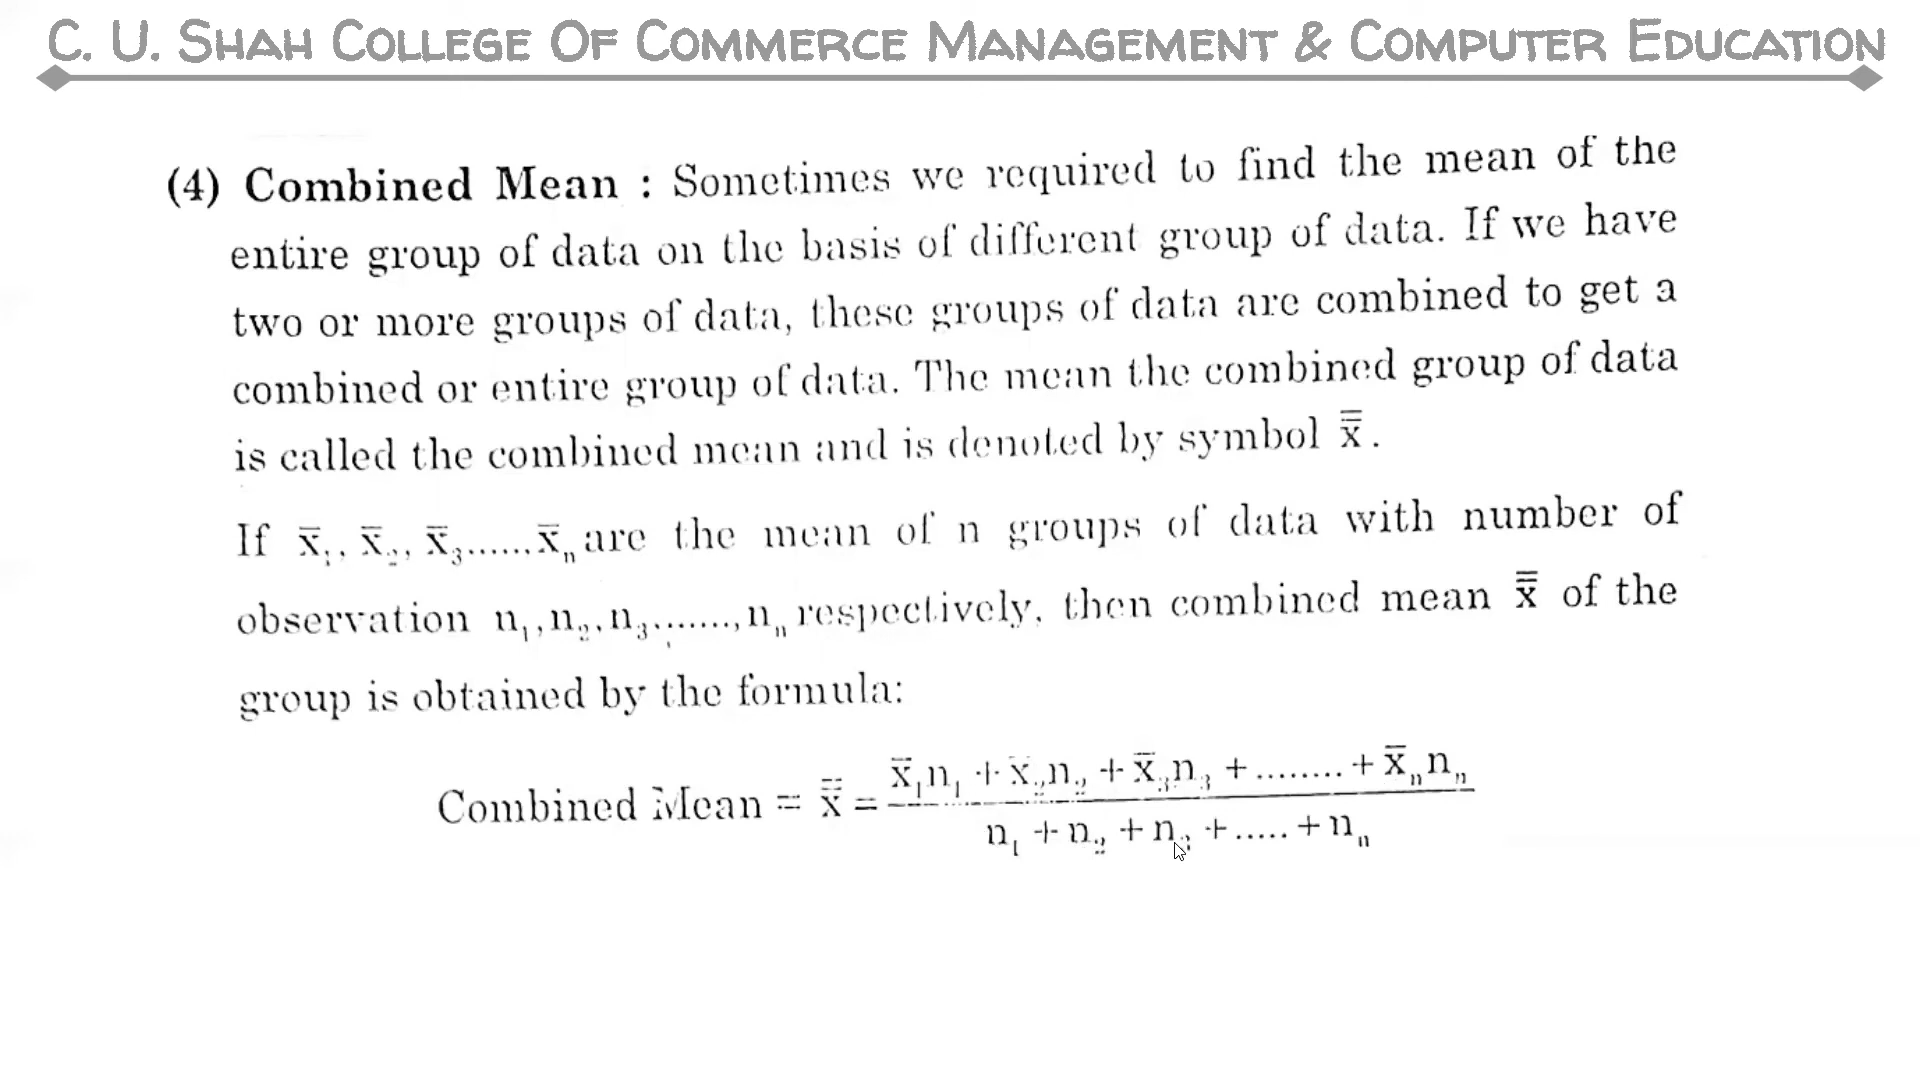 C. U. SHAH COLLEGE OF COMMERCE MANAGEMENT & COMPUTER EDUCATION
(4) Combined Mean : Sometimes we required to find the mean of the
entire group of data on the basis of different group of data. If we have
two or more groups of data, these groups of data are combined to get a
combined or entire group of data. The mean the combined group of data
is called the combined mean and is denoted by symbol x̿.
If x̄₁, x̄₂, x̄₃......x̄ₙ are the mean of n groups of data with number of
observation n₁, n₂, n₃,......., nₙ respectively, then combined mean x̿ of the
group is obtained by the formula:
Combined Mean = x̿ = (x̄₁n₁ + x̄₂n₂ + x̄₃n₃ + ........ + x̄ₙnₙ) / (n₁ + n₂ + n₃ + ..... + nₙ)